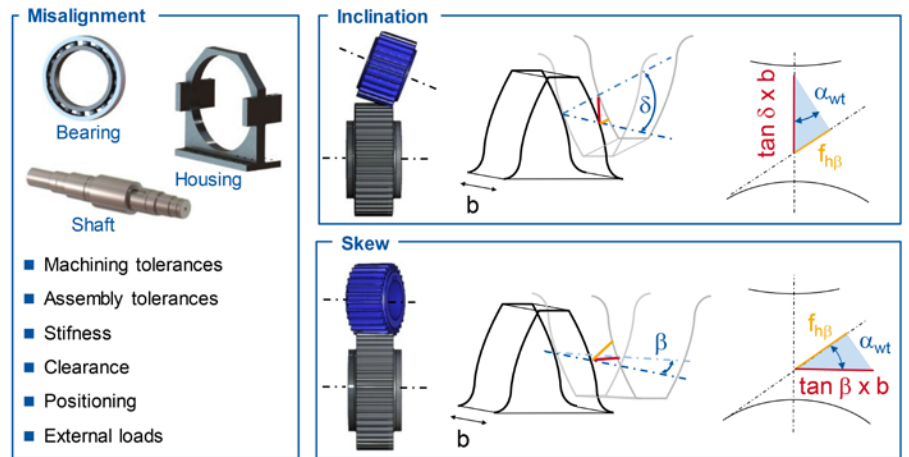 Misalignment
Bearing
Housing
Shaft
Machining tolerances
Assembly tolerances
Stifness
Clearance
Positioning
External loads
Inclination
δ
b
tan δ x b
αwt
fhβ
Skew
β
b
fhβ
αwt
tan β x b